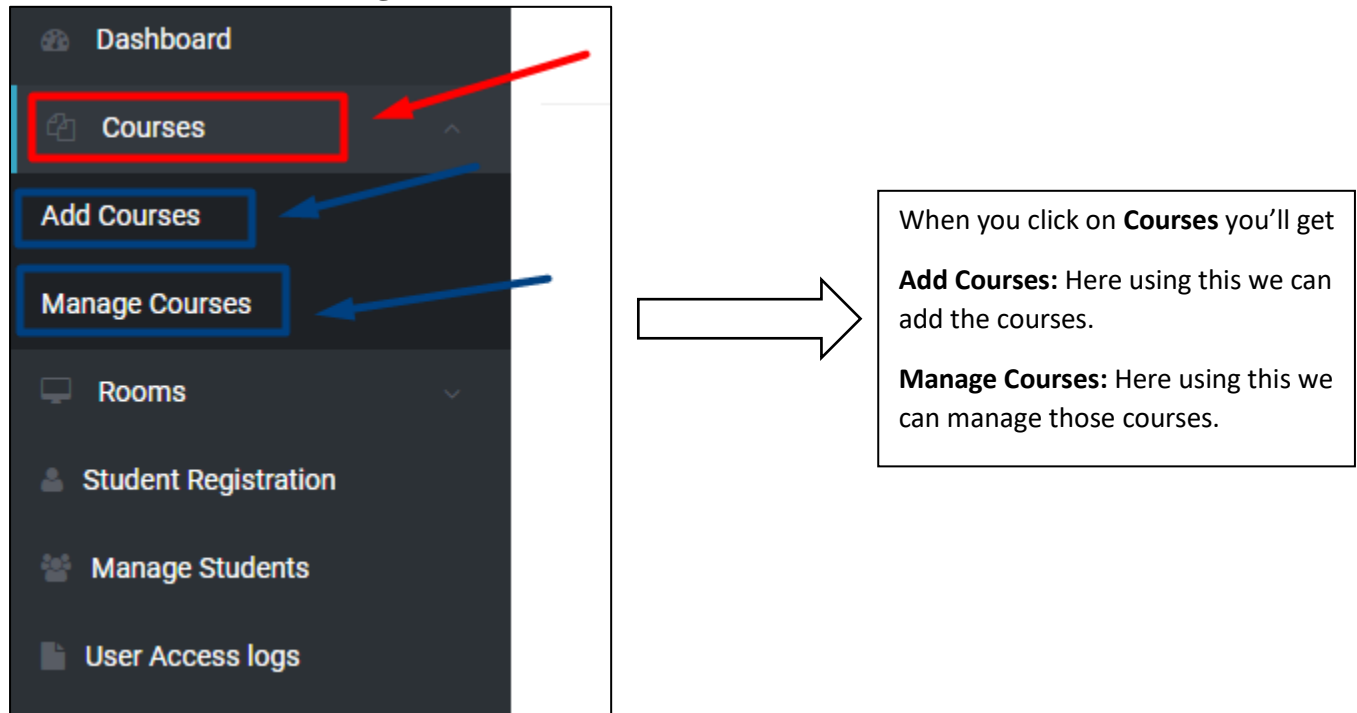 Dashboard
Courses
Add Courses
Manage Courses
Rooms
Student Registration
Manage Students
User Access logs
When you click on Courses you’ll get
Add Courses: Here using this we can
add the courses.
Manage Courses: Here using this we
can manage those courses.